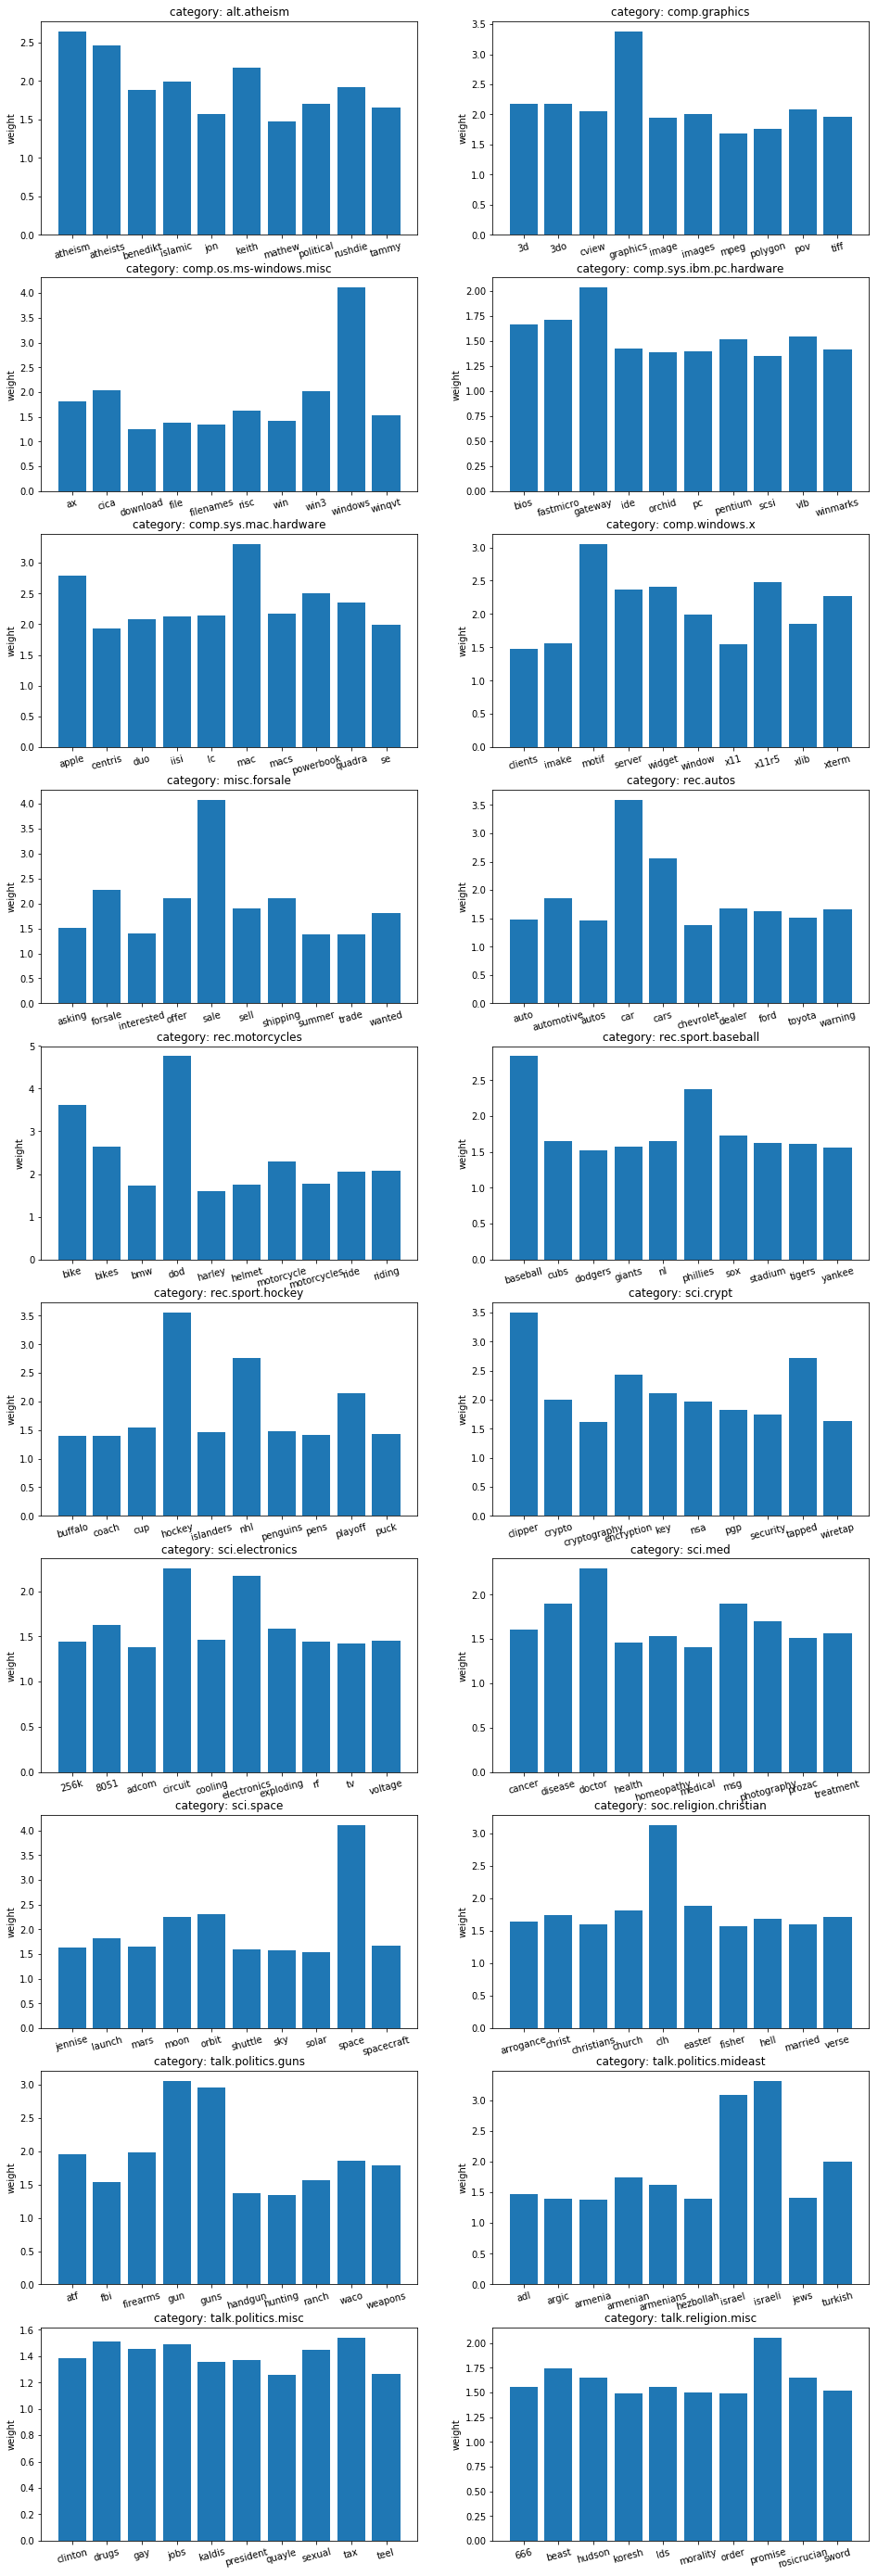 category: alt.atheism
weight
2.5
2.0
1.5
1.0
0.5
0.0
atheism atheists benedikt islamic jon keith mathew political rushdie tammy
category: comp.graphics
weight
3.5
3.0
2.5
2.0
1.5
1.0
0.5
0.0
3d 3do cview graphics image images mpeg polygon pov tiff
category: comp.os.ms-windows.misc
weight
4.0
3.5
3.0
2.5
2.0
1.5
1.0
0.5
0.0
ax cica download file filenames risc win win3 windows winqvt
category: comp.sys.ibm.pc.hardware
weight
2.00
1.75
1.50
1.25
1.00
0.75
0.50
0.25
0.00
bios fastmicro gateway ide orchid pc pentium scsi vlb winmarks
category: comp.sys.mac.hardware
weight
3.0
2.5
2.0
1.5
1.0
0.5
0.0
apple centris duo iisi lc mac macs powerbook quadra se
category: comp.windows.x
weight
3.0
2.5
2.0
1.5
1.0
0.5
0.0
clients imake motif server widget window x11 x11r5 xlib xterm
category: misc.forsale
weight
4.0
3.5
3.0
2.5
2.0
1.5
1.0
0.5
0.0
asking forsale interested offer sale sell shipping summer trade wanted
category: rec.autos
weight
3.5
3.0
2.5
2.0
1.5
1.0
0.5
0.0
auto automotive autos car cars chevrolet dealer ford toyota warning
category: rec.motorcycles
weight
5
4
3
2
1
0
bike bikes bmw dod harley helmet motorcycle motorcycles ride riding
category: rec.sport.baseball
weight
2.5
2.0
1.5
1.0
0.5
0.0
baseball cubs dodgers giants nl phillies sox stadium tigers yankee
category: rec.sport.hockey
weight
3.5
3.0
2.5
2.0
1.5
1.0
0.5
0.0
buffalo coach cup hockey islanders nhl penguins pens playoff puck
category: sci.crypt
weight
3.5
3.0
2.5
2.0
1.5
1.0
0.5
0.0
clipper crypto cryptography encryption key nsa pgp security tapped wiretap
category: sci.electronics
weight
2.0
1.5
1.0
0.5
0.0
256k 8051 adcom circuit cooling electronics exploding rf tv voltage
category: sci.med
weight
2.0
1.5
1.0
0.5
0.0
cancer disease doctor health homeopathy medical msg photography prozac treatment
category: sci.space
weight
4.0
3.5
3.0
2.5
2.0
1.5
1.0
0.5
0.0
jennise launch mars moon orbit shuttle sky solar space spacecraft
category: soc.religion.christian
weight
3.0
2.5
2.0
1.5
1.0
0.5
0.0
arrogance christ christians church clh easter fisher hell married verse
category: talk.politics.guns
weight
3.0
2.5
2.0
1.5
1.0
0.5
0.0
atf fbi firearms gun guns handgun hunting ranch waco weapons
category: talk.politics.mideast
weight
3.0
2.5
2.0
1.5
1.0
0.5
0.0
adl argic armenia armenian armenians hezbollah israel israeli jews turkish
category: talk.politics.misc
weight
1.6
1.4
1.2
1.0
0.8
0.6
0.4
0.2
0.0
clinton drugs gay jobs kaldis president quayle sexual tax teel
category: talk.religion.misc
weight
2.00
1.75
1.50
1.25
1.00
0.75
0.50
0.25
0.00
666 beast hudson koresh lds morality order promise rosicrucian sword